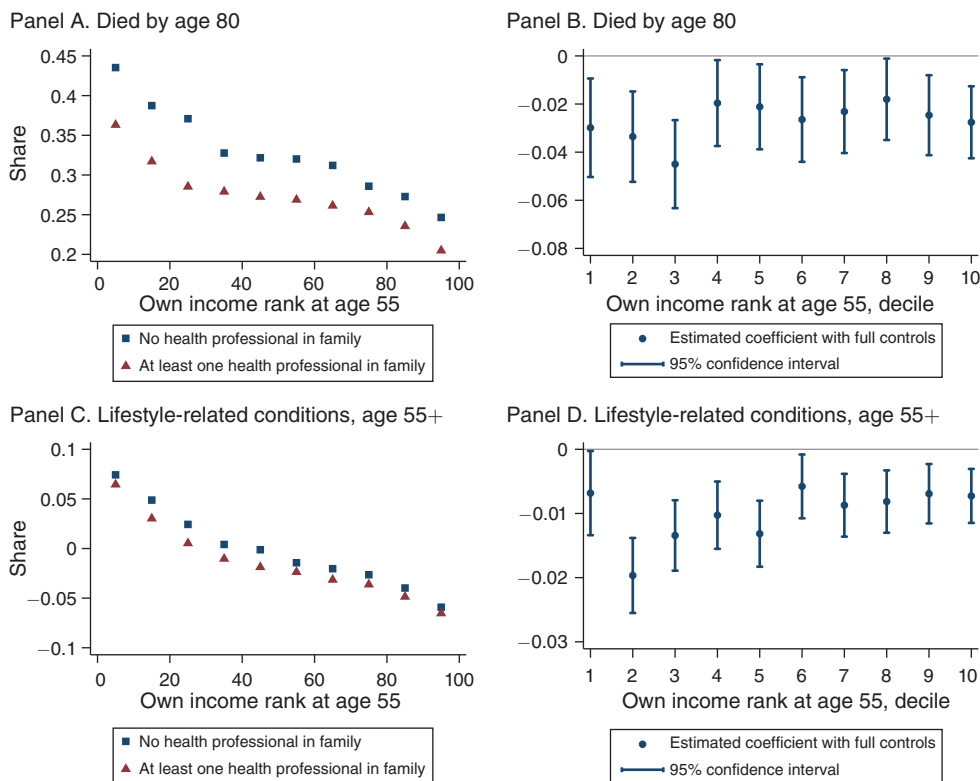 Panel A. Died by age 80
0.45
0.4
0.35
0.3
0.25
0.2
Share
0 20 40 60 80 100
Own income rank at age 55
No health professional in family
At least one health professional in family
Panel B. Died by age 80
0
−0.02
−0.04
−0.06
−0.08
1 2 3 4 5 6 7 8 9 10
Own income rank at age 55, decile
Estimated coefficient with full controls
95% confidence interval
Panel C. Lifestyle-related conditions, age 55+
0.1
0.05
0
−0.05
−0.1
Share
0 20 40 60 80 100
Own income rank at age 55
No health professional in family
At least one health professional in family
Panel D. Lifestyle-related conditions, age 55+
0
−0.01
−0.02
−0.03
1 2 3 4 5 6 7 8 9 10
Own income rank at age 55, decile
Estimated coefficient with full controls
95% confidence interval